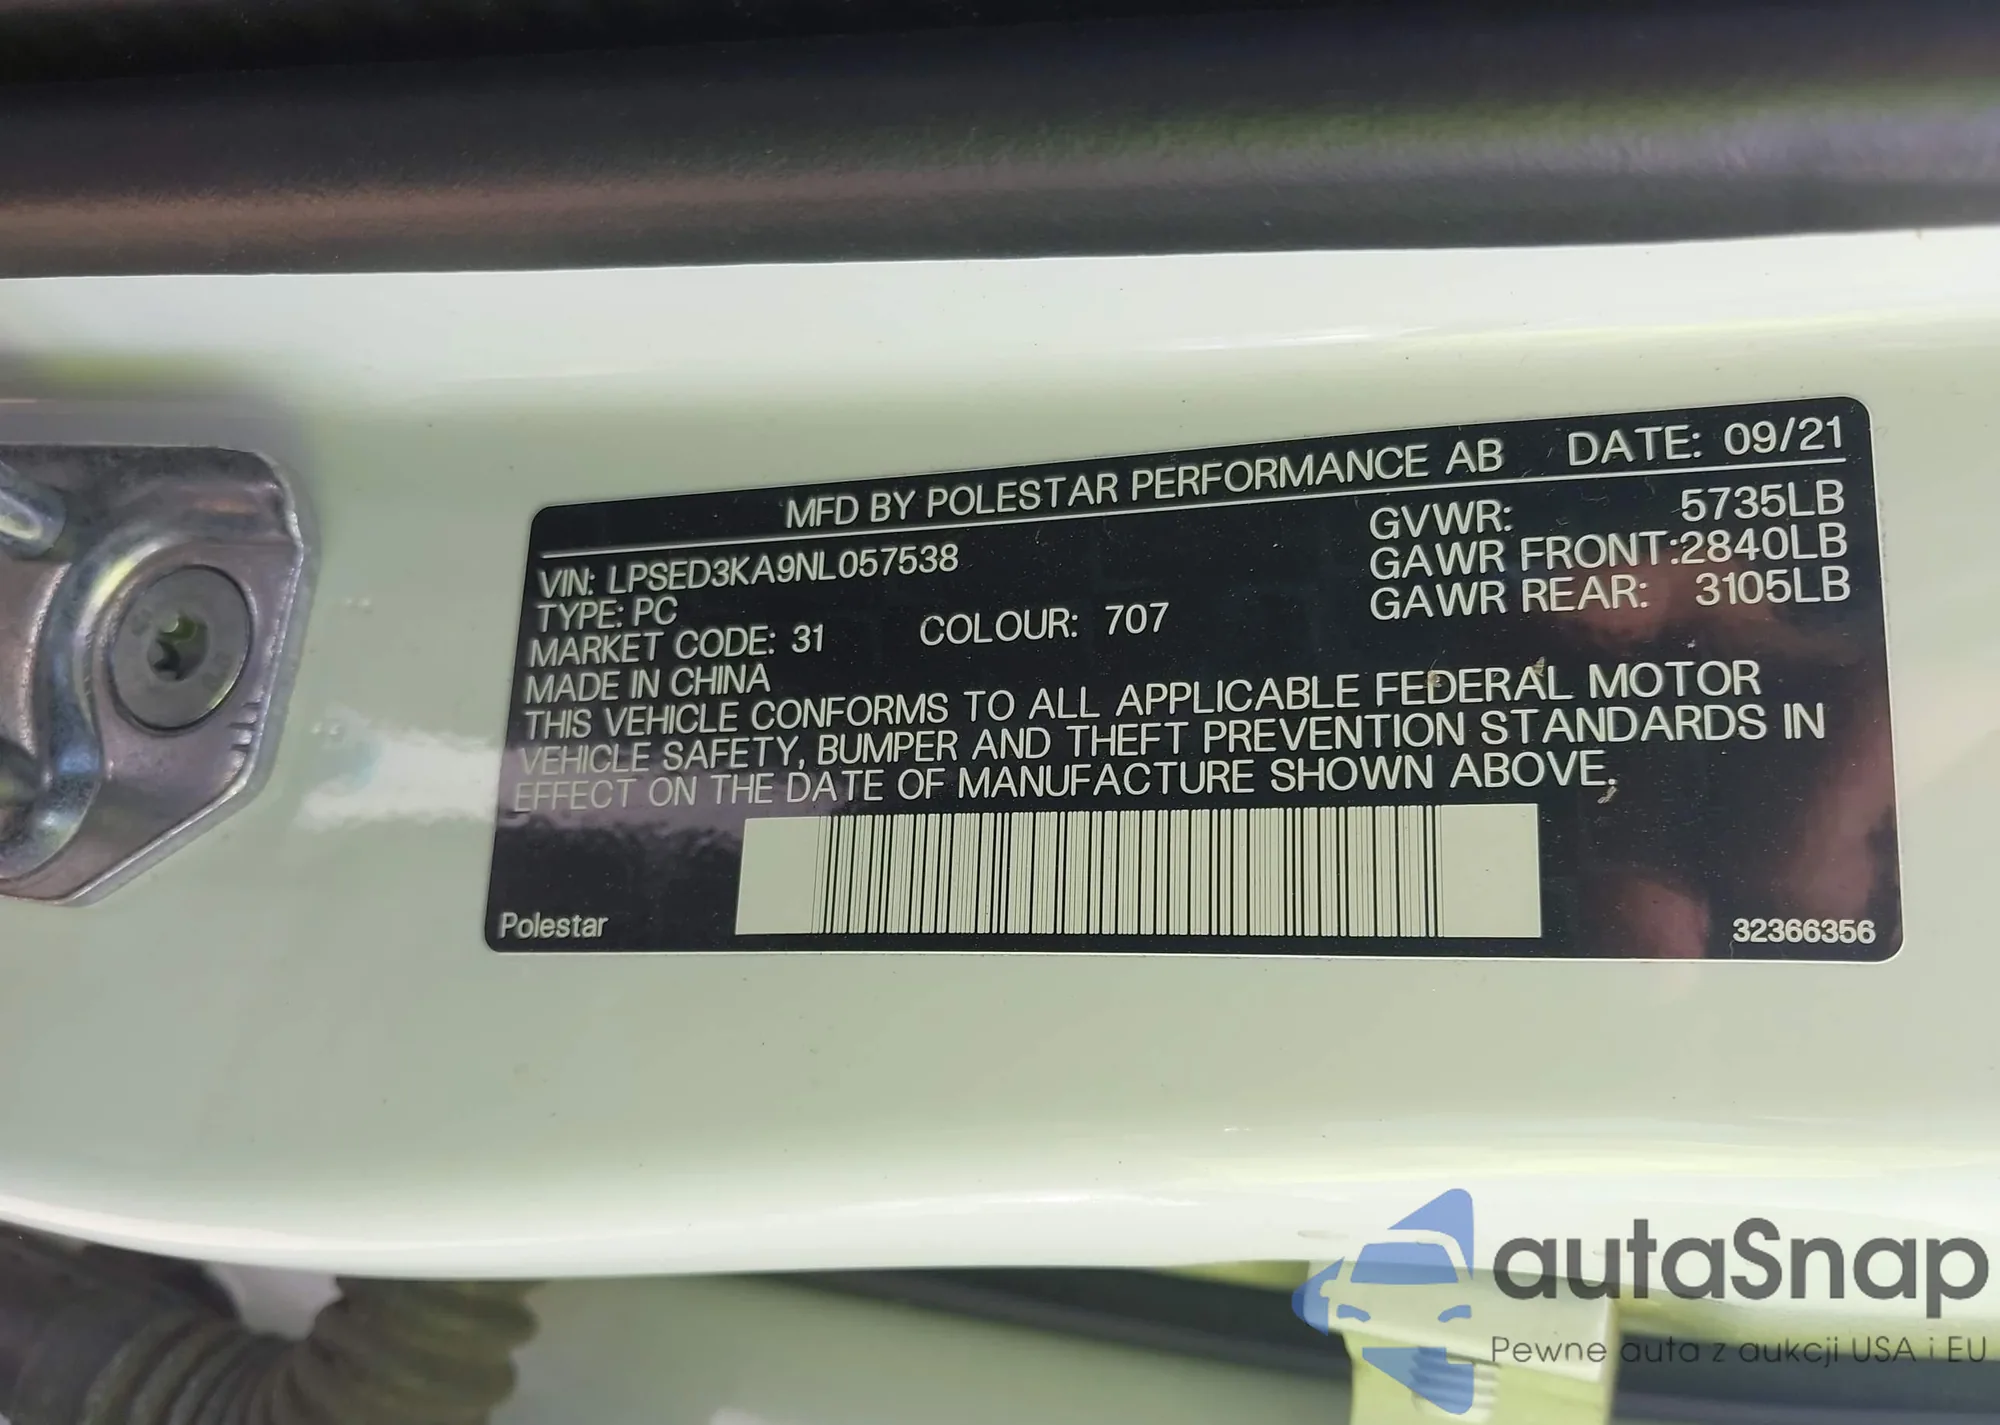 MFD BY POLESTAR PERFORMANCE AB DATE: 09/21
VIN: LPSED3KA9NL057538
GVWR: 5735LB
TYPE: PC
GAWR FRONT:2840LB
MARKET CODE: 31 COLOUR: 707
GAWR REAR: 3105LB
MADE IN CHINA
THIS VEHICLE CONFORMS TO ALL APPLICABLE FEDERAL MOTOR
VEHICLE SAFETY, BUMPER AND THEFT PREVENTION STANDARDS IN
EFFECT ON THE DATE OF MANUFACTURE SHOWN ABOVE.
Polestar
32366356
autaSnap
Pewne auta z aukcji USA i EU